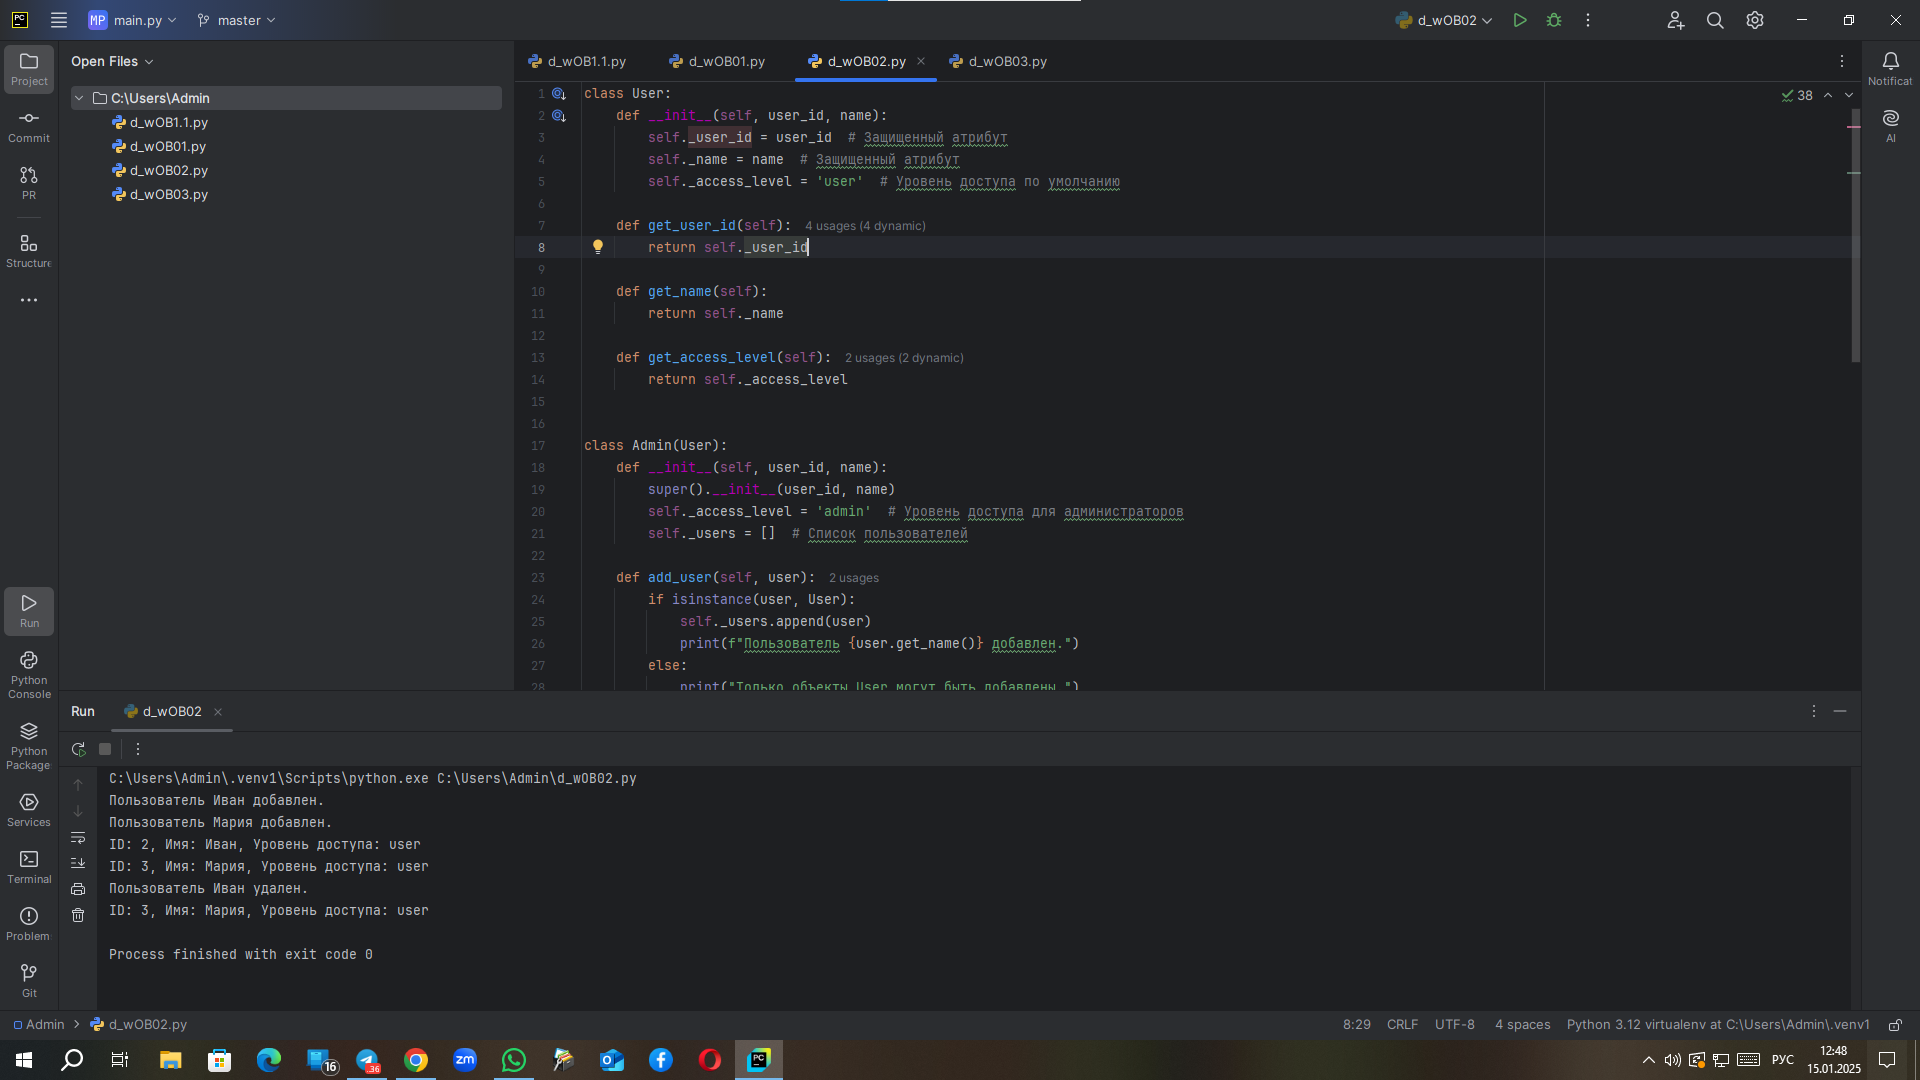 PC
MP main.py
master
d_wOB02
Project
Commit
PR
Structure
Open Files
C:\Users\Admin
d_wOB1.1.py
d_wOB01.py
d_wOB02.py
d_wOB03.py
d_wOB1.1.py d_wOB01.py d_wOB02.py d_wOB03.py
38
Notificat
AI
1 class User:
2 def __init__(self, user_id, name):
3 self._user_id = user_id # Защищенный атрибут
4 self._name = name # Защищенный атрибут
5 self._access_level = 'user' # Уровень доступа по умолчанию
6
7 def get_user_id(self): 4 usages (4 dynamic)
8 return self._user_id
9
10 def get_name(self):
11 return self._name
12
13 def get_access_level(self): 2 usages (2 dynamic)
14 return self._access_level
15
16
17 class Admin(User):
18 def __init__(self, user_id, name):
19 super().__init__(user_id, name)
20 self._access_level = 'admin' # Уровень доступа для администраторов
21 self._users = [] # Список пользователей
22
23 def add_user(self, user): 2 usages
24 if isinstance(user, User):
25 self._users.append(user)
26 print(f"Пользователь {user.get_name()} добавлен.")
27 else:
28 print("Только объекты User могут быть добавлены.")
Run
Python Console
Python Package
Services
Terminal
Problem
Git
Run d_wOB02
C:\Users\Admin\.venv1\Scripts\python.exe C:\Users\Admin\d_wOB02.py
Пользователь Иван добавлен.
Пользователь Мария добавлен.
ID: 2, Имя: Иван, Уровень доступа: user
ID: 3, Имя: Мария, Уровень доступа: user
Пользователь Иван удален.
ID: 3, Имя: Мария, Уровень доступа: user
Process finished with exit code 0
Admin > d_wOB02.py
8:29 CRLF UTF-8 4 spaces Python 3.12 virtualenv at C:\Users\Admin\.venv1
16
.36
zm
PC
РУС
12:48
15.01.2025